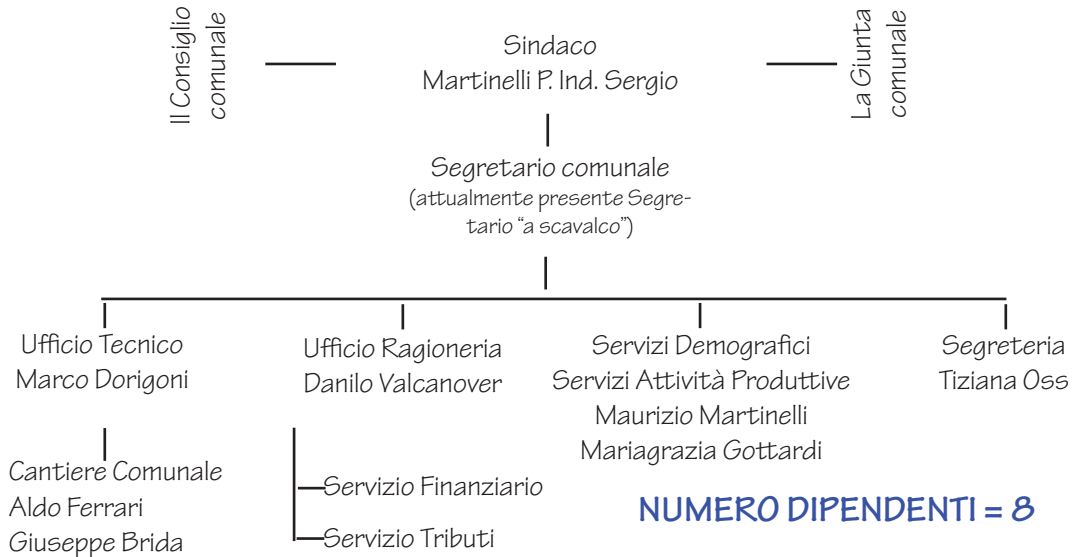 Il Consiglio
comunale
Sindaco
Martinelli P. Ind. Sergio
La Giunta
comunale
Segretario comunale
(attualmente presente Segre-
tario "a scavalco")
Ufficio Tecnico
Marco Dorigoni
Cantiere Comunale
Aldo Ferrari
Giuseppe Brida
Ufficio Ragioneria
Danilo Valcanover
Servizio Finanziario
Servizio Tributi
Servizi Demografici
Servizi Attività Produttive
Maurizio Martinelli
Mariagrazia Gottardi
Segreteria
Tiziana Oss
NUMERO DIPENDENTI = 8